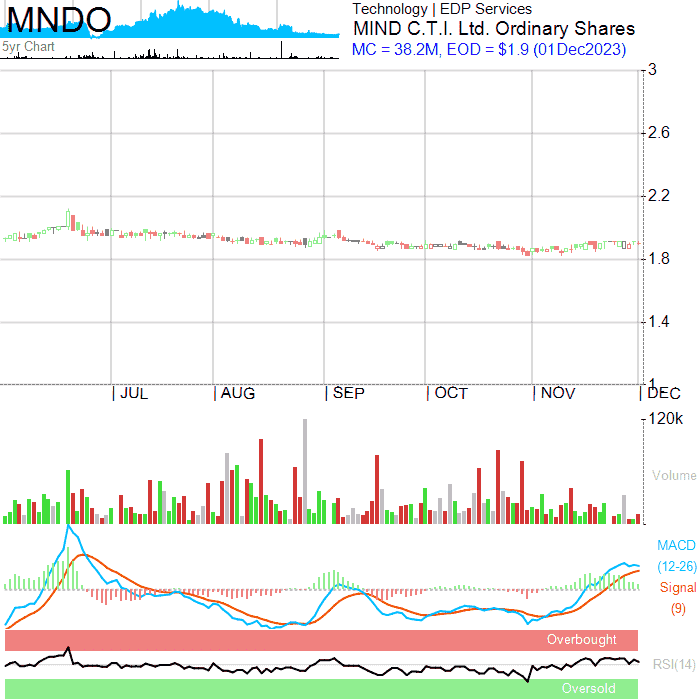 MNDO
Technology | EDP Services
MIND C.T.I. Ltd. Ordinary Shares
5yr Chart
MC = 38.2M, EOD = $1.9 (01Dec2023)
3
2.6
2.2
1.8
1.4
1
| JUL | AUG | SEP | OCT | NOV | DEC
120k
Volume
MACD
(12-26)
Signal
(9)
Overbought
RSI(14)
Oversold